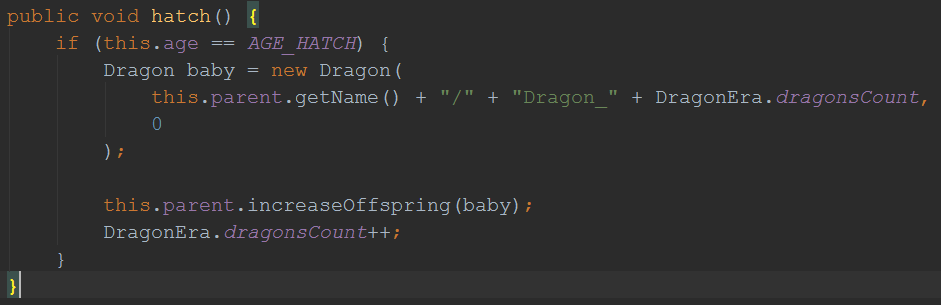 public void hatch() {
    if (this.age == AGE_HATCH) {
        Dragon baby = new Dragon(
            this.parent.getName() + "/" + "Dragon_" + DragonEra.dragonsCount,
            0
        );
        this.parent.increaseOffspring(baby);
        DragonEra.dragonsCount++;
    }
}